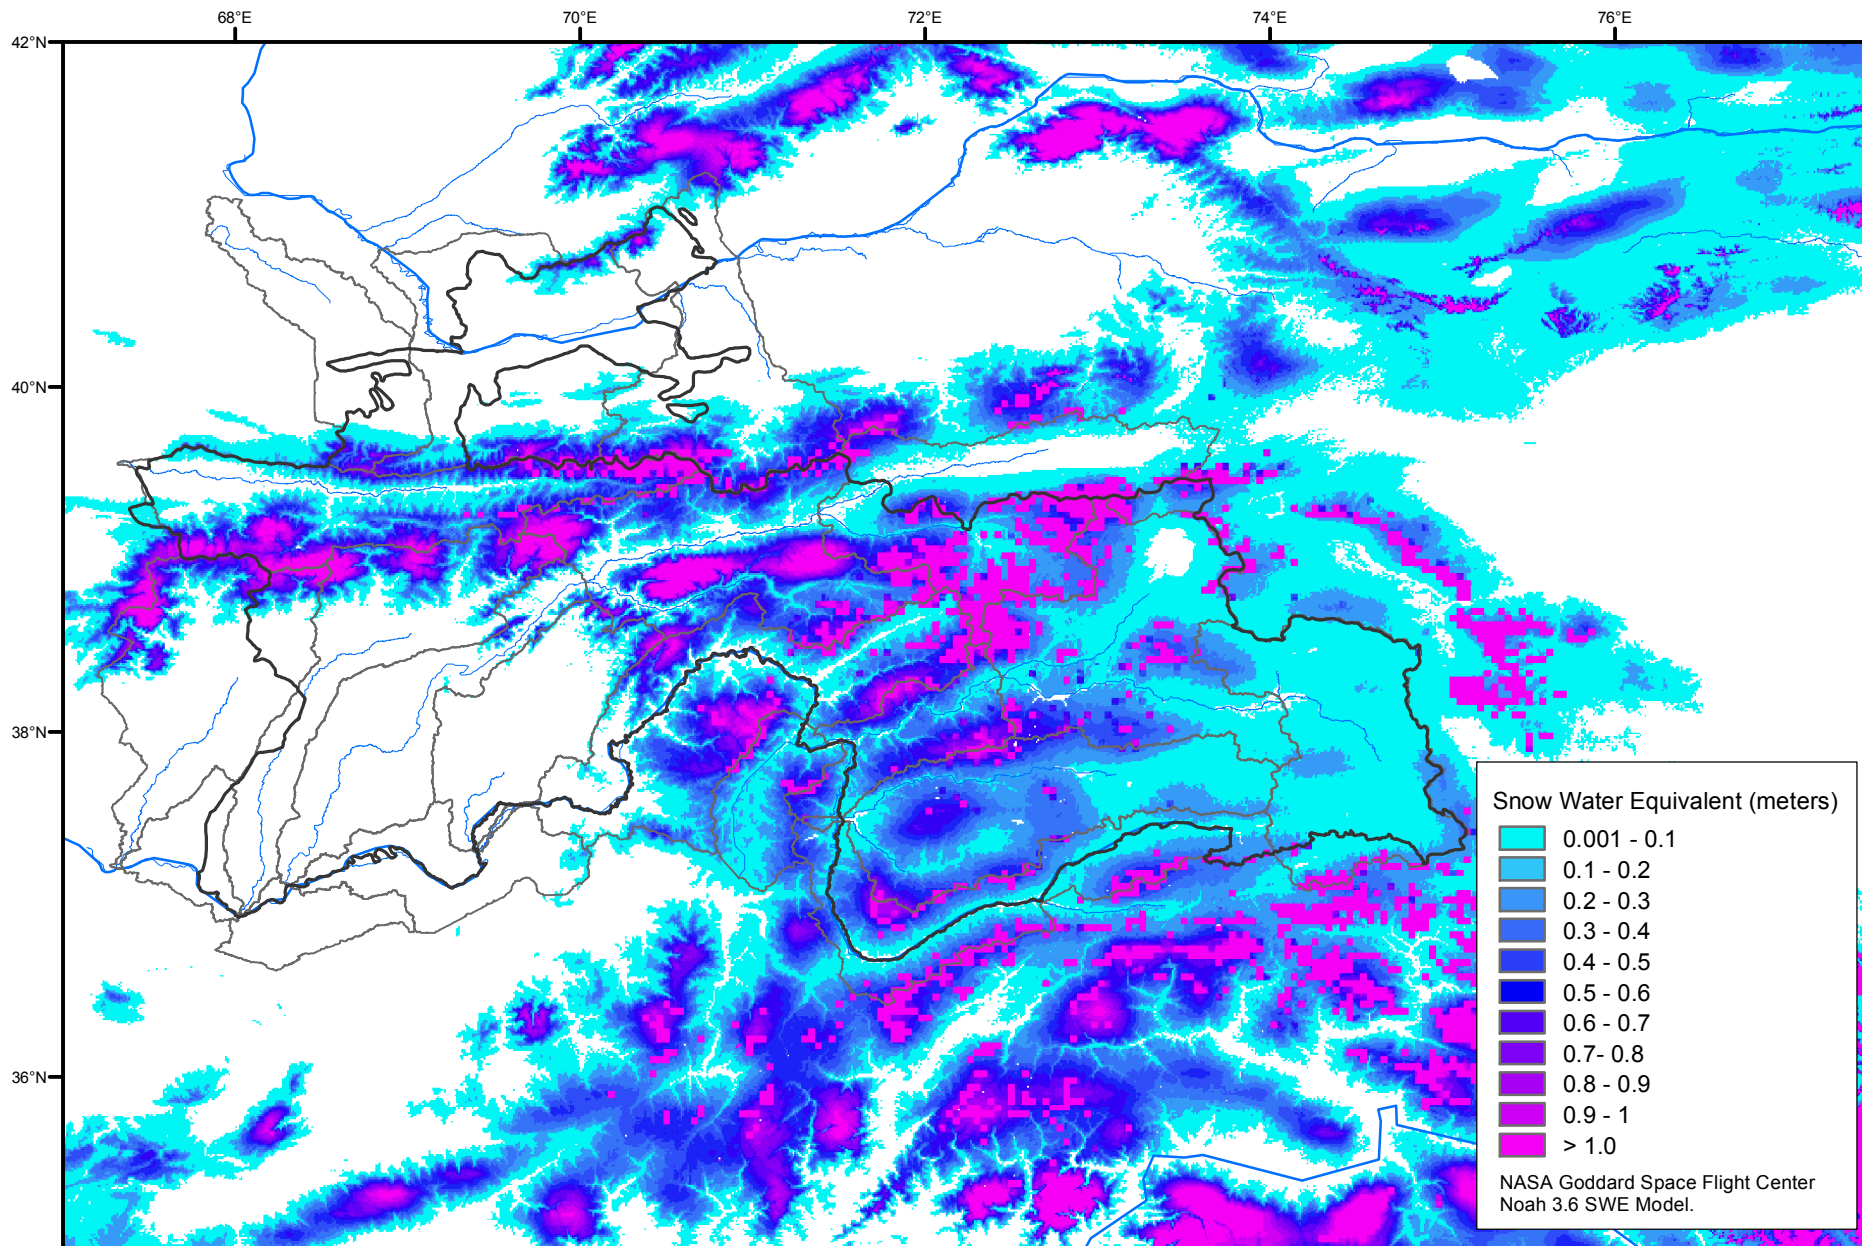 68°E
70°E
72°E
74°E
76°E
42°N
40°N
38°N
36°N
Snow Water Equivalent (meters)
0.001 - 0.1
0.1 - 0.2
0.2 - 0.3
0.3 - 0.4
0.4 - 0.5
0.5 - 0.6
0.6 - 0.7
0.7- 0.8
0.8 - 0.9
0.9 - 1
> 1.0
NASA Goddard Space Flight Center
Noah 3.6 SWE Model.